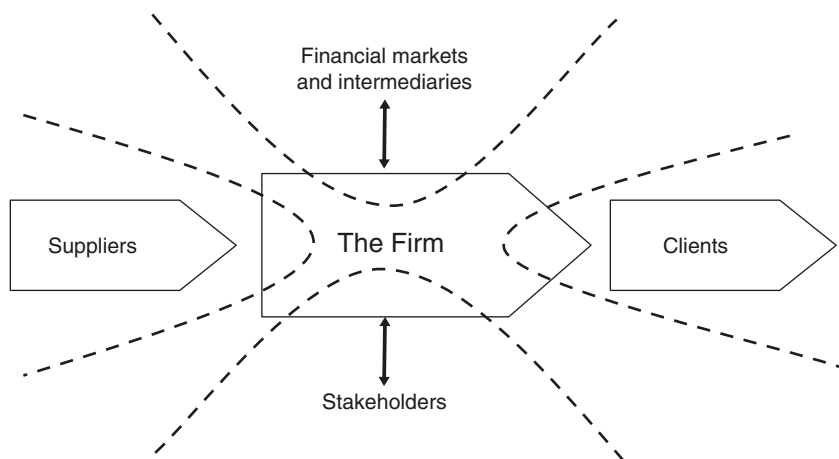 Financial markets
and intermediaries
Suppliers
The Firm
Clients
Stakeholders